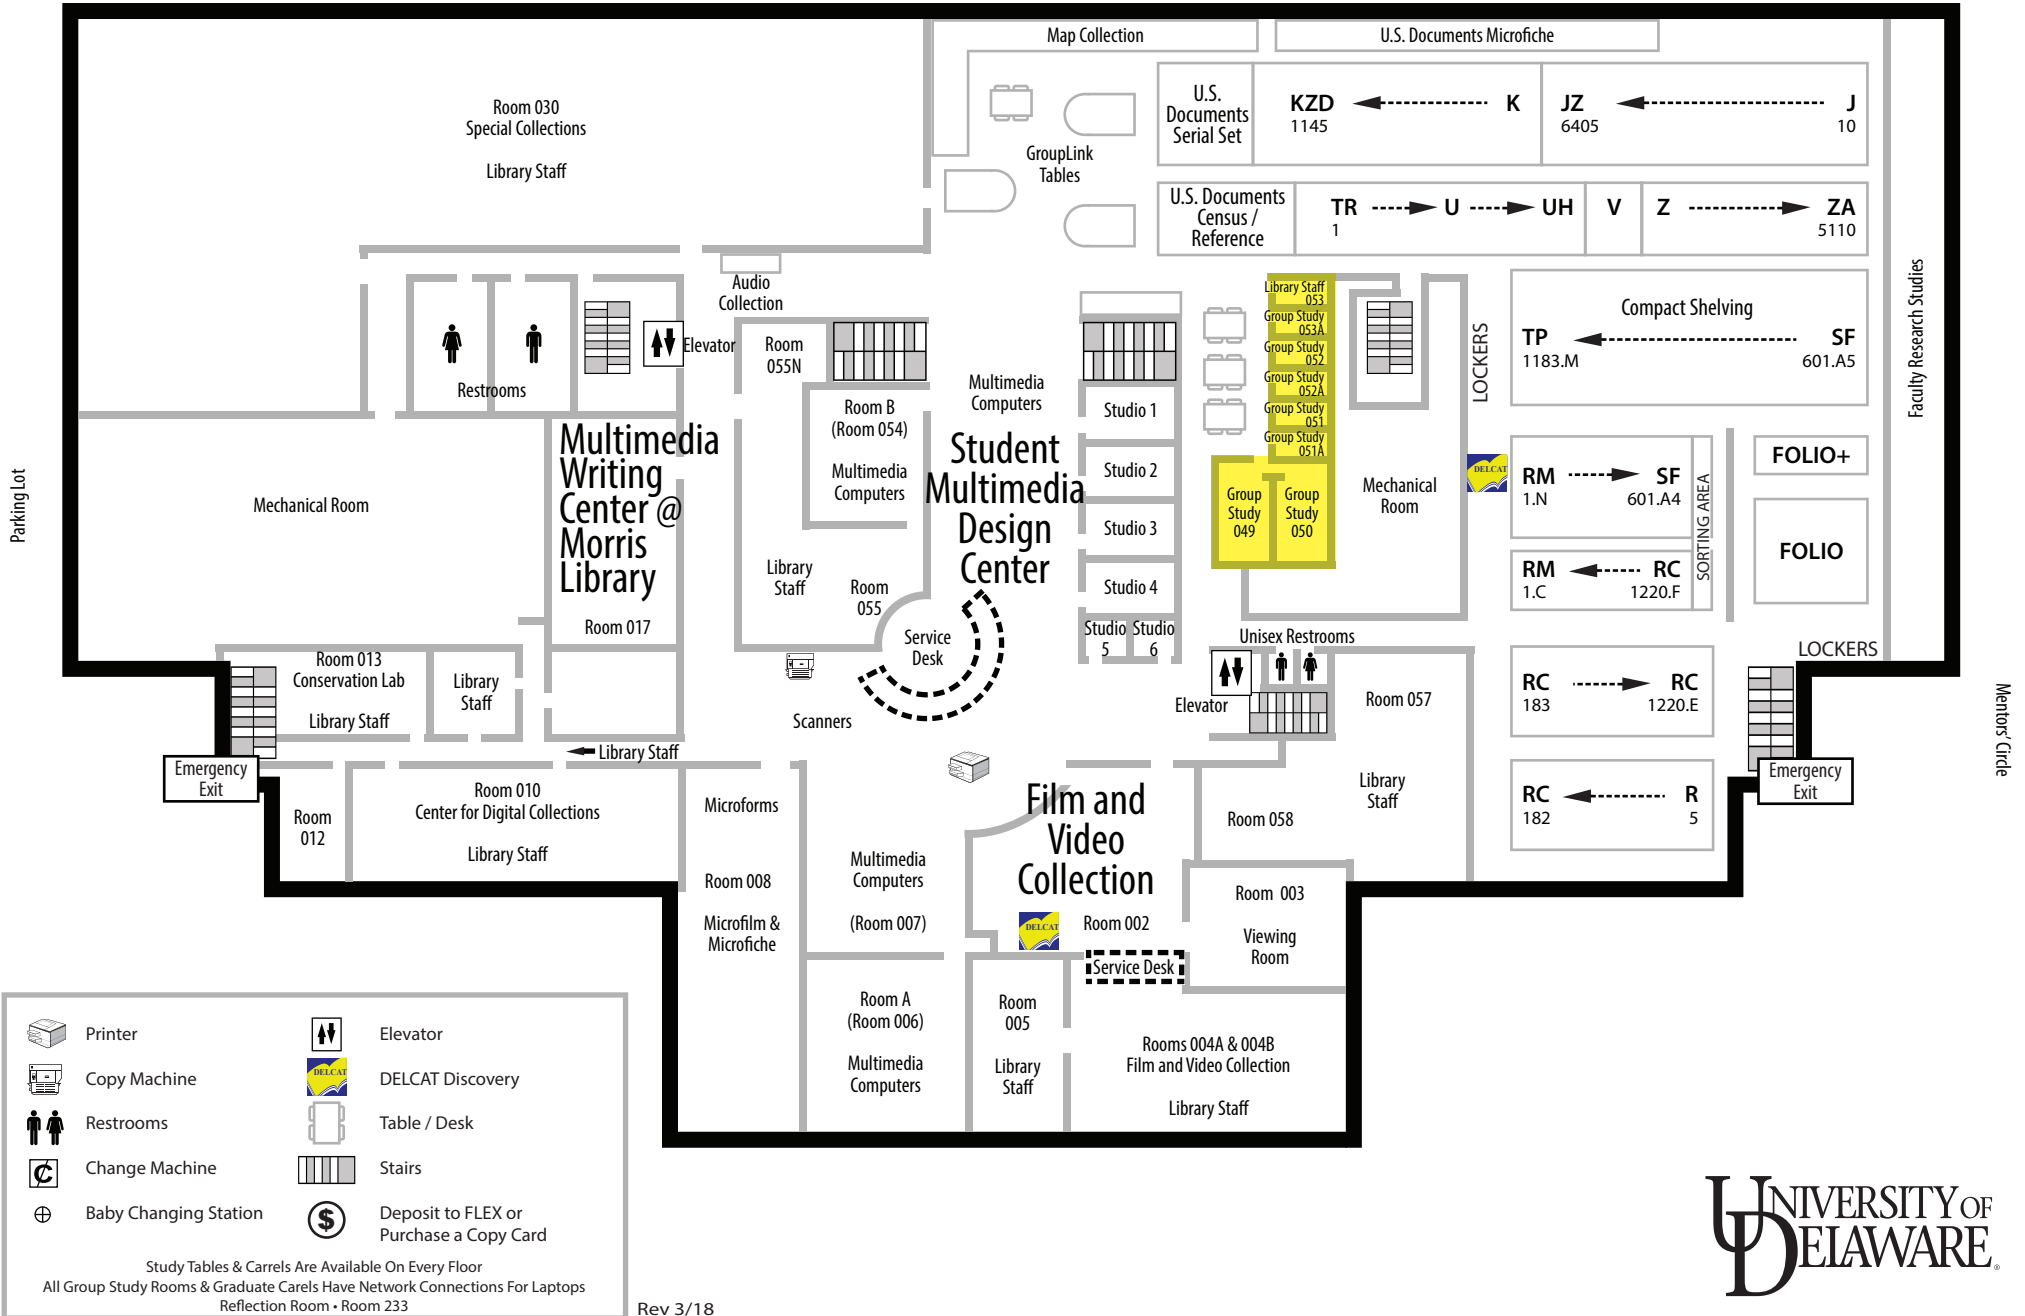 Map Collection
U.S. Documents Microfiche
Room 030
Special Collections
Library Staff
GroupLink
Tables
U.S.
Documents
Serial Set
KZD
1145
K
JZ
6405
J
10
U.S. Documents
Census /
Reference
TR
1
U
UH
V
Z
ZA
5110
Audio
Collection
Restrooms
Elevator
Room
055N
Room B
(Room 054)
Multimedia
Computers
Library
Staff
Room
055
Multimedia
Computers
Student
Multimedia
Design
Center
Service
Desk
Studio 1
Studio 2
Studio 3
Studio 4
Studio
5
Studio
6
Library Staff
053
Group Study
053A
Group Study
052
Group Study
052A
Group Study
051
Group Study
051A
Group
Study
049
Group
Study
050
Mechanical
Room
LOCKERS
Compact Shelving
TP
1183.M
SF
601.A5
DELCAT
RM
1.N
SF
601.A4
RM
1.C
RC
1220.F
SORTING AREA
FOLIO+
FOLIO
Faculty Research Studies
LOCKERS
RC
183
RC
1220.E
RC
182
R
5
Emergency
Exit
Mentors' Circle
Parking Lot
Mechanical Room
Multimedia
Writing
Center @
Morris
Library
Room 017
Room 013
Conservation Lab
Library Staff
Library
Staff
Library Staff
Emergency
Exit
Room
012
Room 010
Center for Digital Collections
Library Staff
Scanners
Microforms
Room 008
Microfilm &
Microfiche
Multimedia
Computers
(Room 007)
Room A
(Room 006)
Multimedia
Computers
Film and
Video
Collection
DELCAT
Room 002
Service Desk
Room
005
Library
Staff
Rooms 004A & 004B
Film and Video Collection
Library Staff
Room 003
Viewing
Room
Room 058
Room 057
Library
Staff
Unisex Restrooms
Elevator
Printer
Copy Machine
Restrooms
₵
Change Machine
Baby Changing Station
Elevator
DELCAT
DELCAT Discovery
Table / Desk
Stairs
$
Deposit to FLEX or
Purchase a Copy Card
Study Tables & Carrels Are Available On Every Floor
All Group Study Rooms & Graduate Carels Have Network Connections For Laptops
Reflection Room • Room 233
Rev 3/18
UNIVERSITY OF
DELAWARE